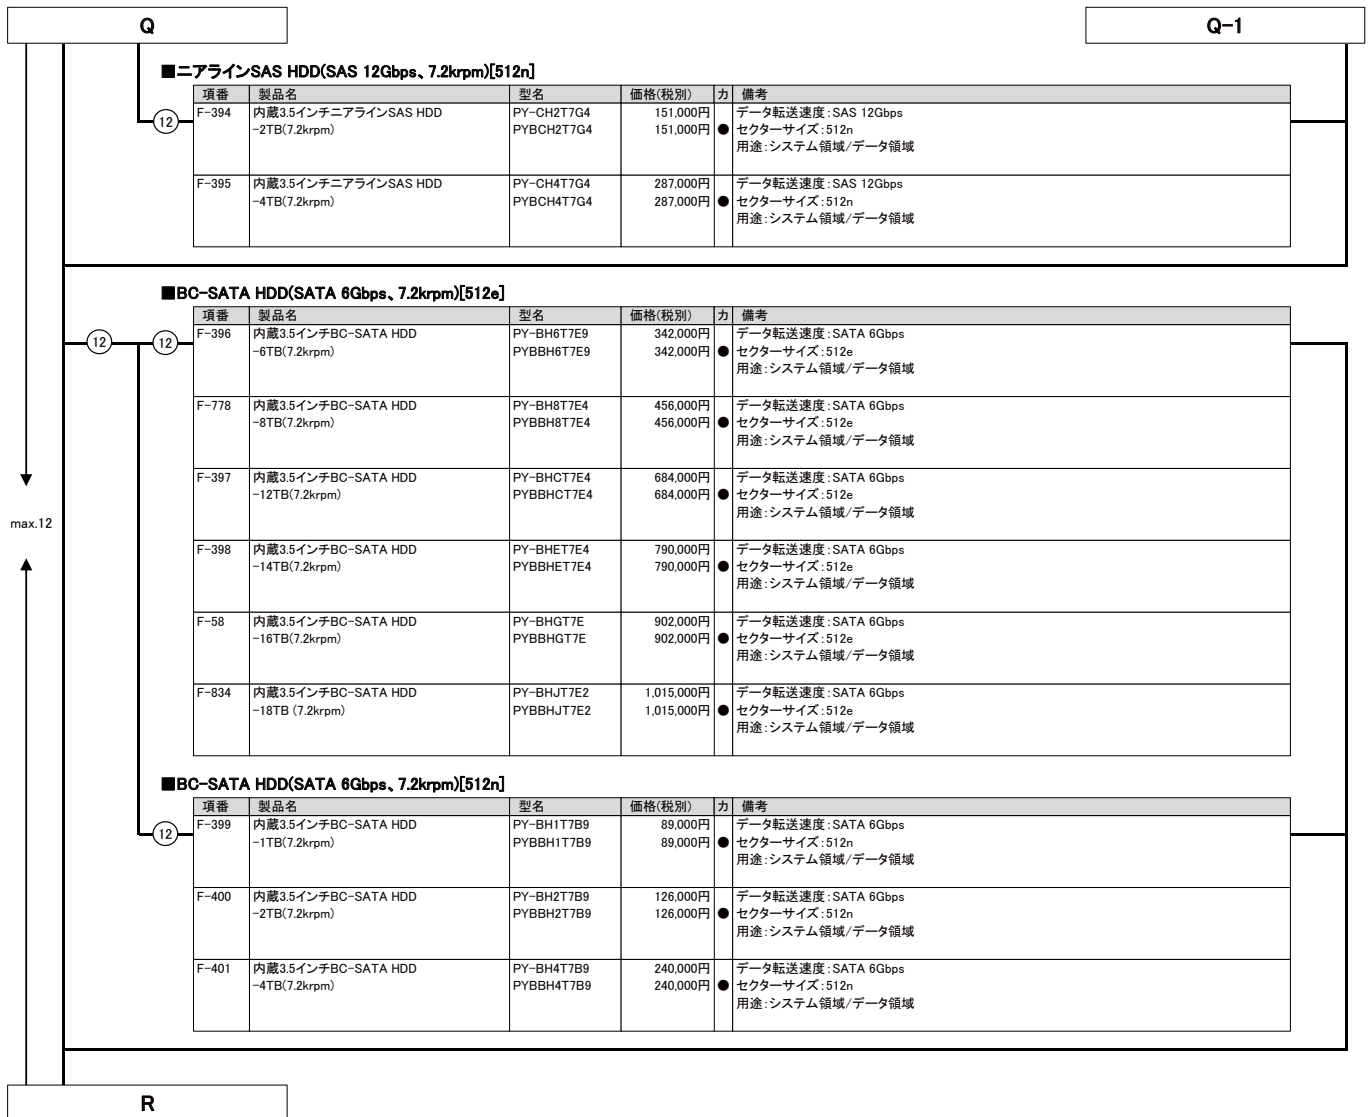 Q
Q-1
■ニアラインSAS HDD(SAS 12Gbps、7.2krpm)[512n]
項番 製品名 型名 価格(税別) カ 備考
12 F-394 内蔵3.5インチニアラインSAS HDD PY-CH2T7G4 151,000円 データ転送速度:SAS 12Gbps
-2TB(7.2krpm) PYBCH2T7G4 151,000円 ● セクターサイズ:512n
用途:システム領域/データ領域
F-395 内蔵3.5インチニアラインSAS HDD PY-CH4T7G4 287,000円 データ転送速度:SAS 12Gbps
-4TB(7.2krpm) PYBCH4T7G4 287,000円 ● セクターサイズ:512n
用途:システム領域/データ領域
■BC-SATA HDD(SATA 6Gbps、7.2krpm)[512e]
項番 製品名 型名 価格(税別) カ 備考
12 12 F-396 内蔵3.5インチBC-SATA HDD PY-BH6T7E9 342,000円 データ転送速度:SATA 6Gbps
-6TB(7.2krpm) PYBBH6T7E9 342,000円 ● セクターサイズ:512e
用途:システム領域/データ領域
F-778 内蔵3.5インチBC-SATA HDD PY-BH8T7E4 456,000円 データ転送速度:SATA 6Gbps
-8TB(7.2krpm) PYBBH8T7E4 456,000円 ● セクターサイズ:512e
用途:システム領域/データ領域
F-397 内蔵3.5インチBC-SATA HDD PY-BHCT7E4 684,000円 データ転送速度:SATA 6Gbps
-12TB(7.2krpm) PYBBHCT7E4 684,000円 ● セクターサイズ:512e
用途:システム領域/データ領域
max.12
F-398 内蔵3.5インチBC-SATA HDD PY-BHET7E4 790,000円 データ転送速度:SATA 6Gbps
-14TB(7.2krpm) PYBBHET7E4 790,000円 ● セクターサイズ:512e
用途:システム領域/データ領域
F-58 内蔵3.5インチBC-SATA HDD PY-BHGT7E 902,000円 データ転送速度:SATA 6Gbps
-16TB(7.2krpm) PYBBHGT7E 902,000円 ● セクターサイズ:512e
用途:システム領域/データ領域
F-834 内蔵3.5インチBC-SATA HDD PY-BHJT7E2 1,015,000円 データ転送速度:SATA 6Gbps
-18TB (7.2krpm) PYBBHJT7E2 1,015,000円 ● セクターサイズ:512e
用途:システム領域/データ領域
■BC-SATA HDD(SATA 6Gbps、7.2krpm)[512n]
項番 製品名 型名 価格(税別) カ 備考
12 F-399 内蔵3.5インチBC-SATA HDD PY-BH1T7B9 89,000円 データ転送速度:SATA 6Gbps
-1TB(7.2krpm) PYBBH1T7B9 89,000円 ● セクターサイズ:512n
用途:システム領域/データ領域
F-400 内蔵3.5インチBC-SATA HDD PY-BH2T7B9 126,000円 データ転送速度:SATA 6Gbps
-2TB(7.2krpm) PYBBH2T7B9 126,000円 ● セクターサイズ:512n
用途:システム領域/データ領域
F-401 内蔵3.5インチBC-SATA HDD PY-BH4T7B9 240,000円 データ転送速度:SATA 6Gbps
-4TB(7.2krpm) PYBBH4T7B9 240,000円 ● セクターサイズ:512n
用途:システム領域/データ領域
R